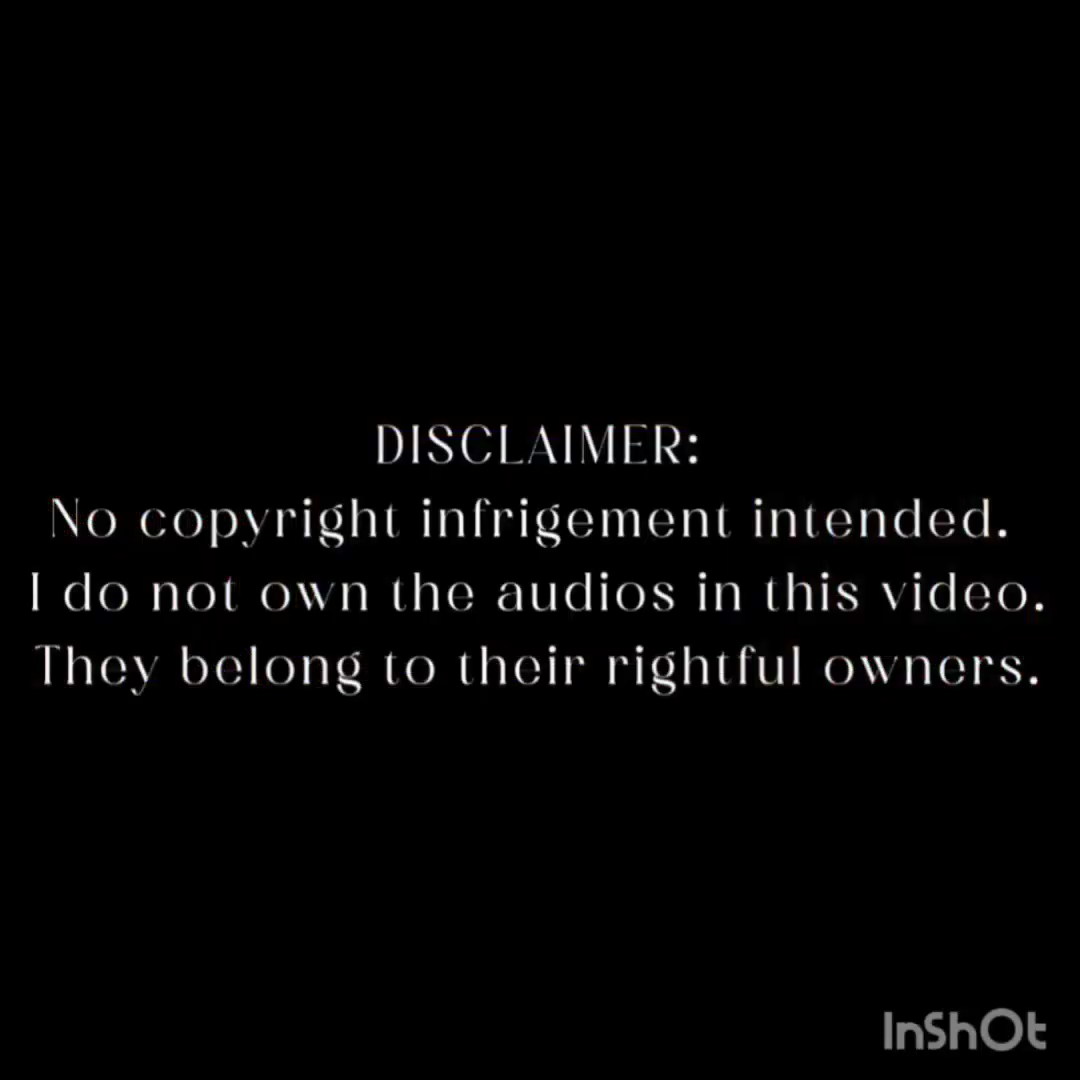 DISCLAIMER:
No copyright infrigement intended.
I do not own the audios in this video.
They belong to their rightful owners.
InShOt